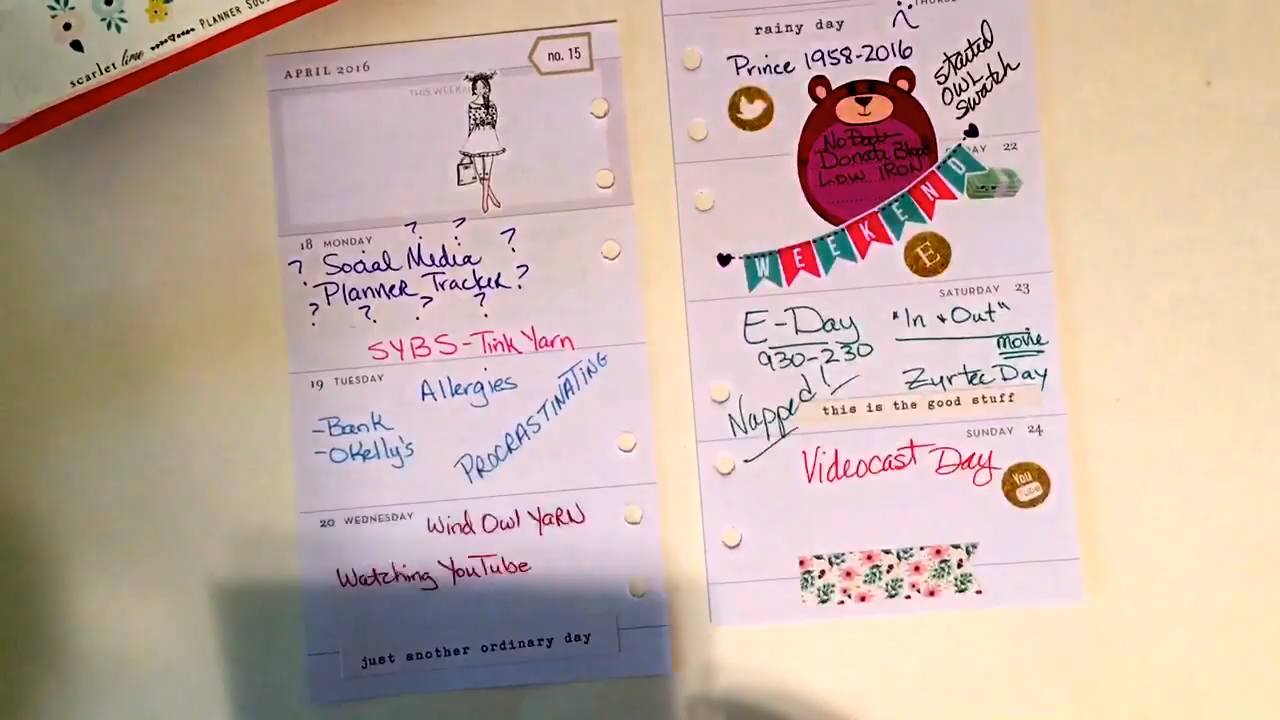 scarlet lime
PLANNER SOC
APRIL 2016
no. 15
THIS WEEK
18 MONDAY
? ? ?
? Social Media
Planner Tracker ?
? ? ? ?
SYBS-Tink Yarn
19 TUESDAY
Allergies
-Bank
-OKelly's
PROCRASTINATING
20 WEDNESDAY
Wind Owl YARN
Watching YouTube
just another ordinary day
THURS
rainy day
Prince 1958-2016
started
OWL
Swatch
Donate Blood
LOW IRON
DAY 22
WEEKEND
E
SATURDAY 23
E-Day
930-230
"In + Out"
movie
Zyrtec Day
Napped!
this is the good stuff
SUNDAY 24
Videocast Day
You
Tube